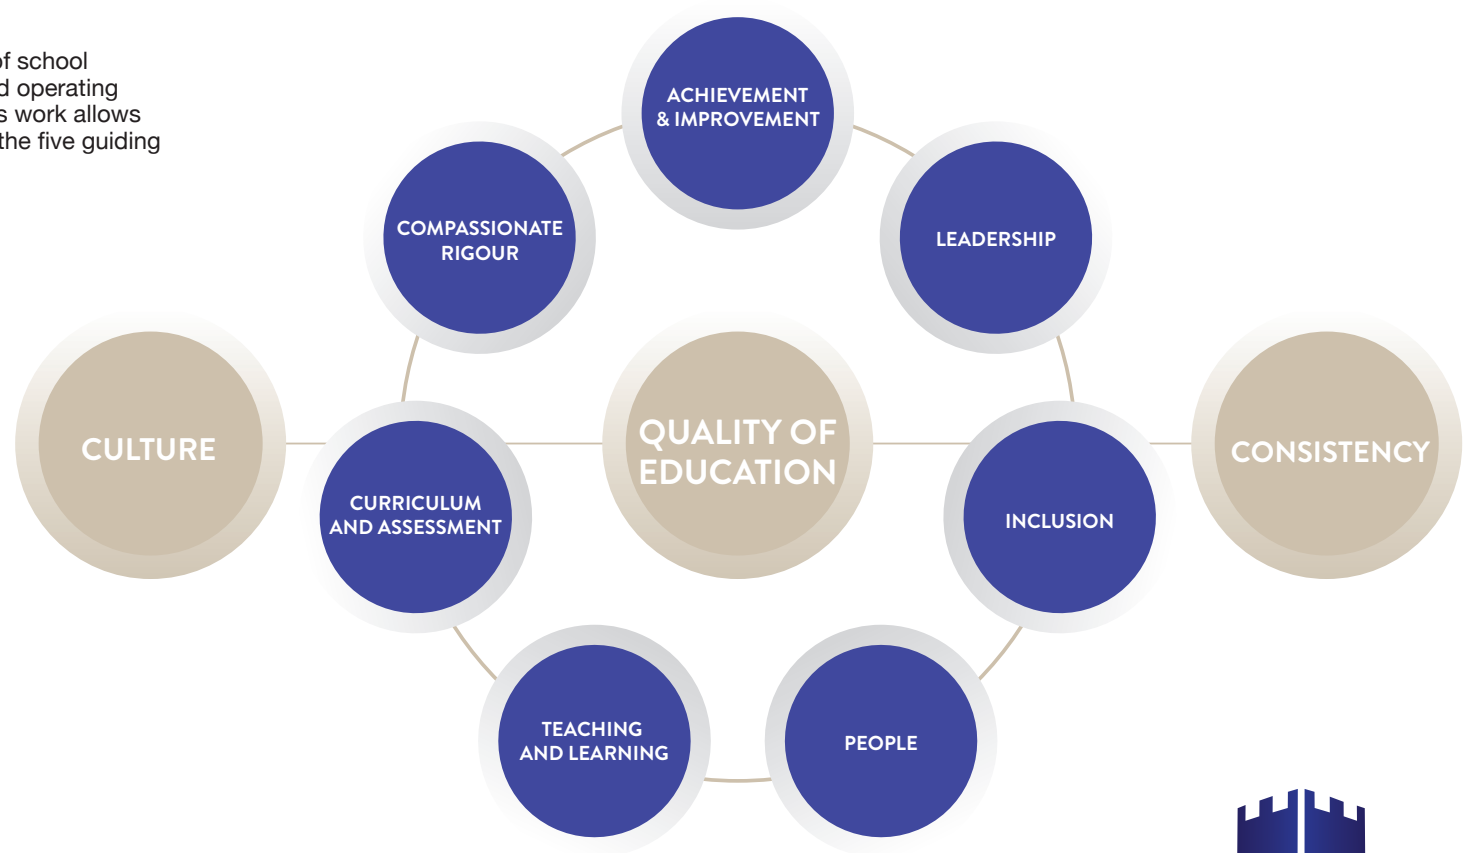 of school
d operating
s work allows
the five guiding
ACHIEVEMENT
& IMPROVEMENT
COMPASSIONATE
RIGOUR
LEADERSHIP
CULTURE
QUALITY OF
EDUCATION
CONSISTENCY
CURRICULUM
AND ASSESSMENT
INCLUSION
TEACHING
AND LEARNING
PEOPLE